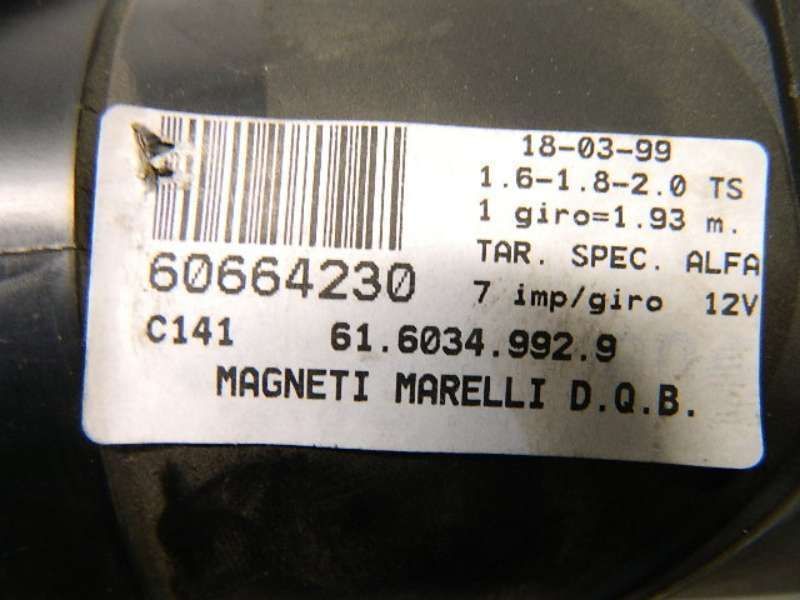 18-03-99
1.6-1.8-2.0 TS
1 giro=1.93 m.
TAR. SPEC. ALFA
7 imp/giro 12V
60664230
C141 61.6034.992.9
MAGNETI MARELLI D.Q.B.